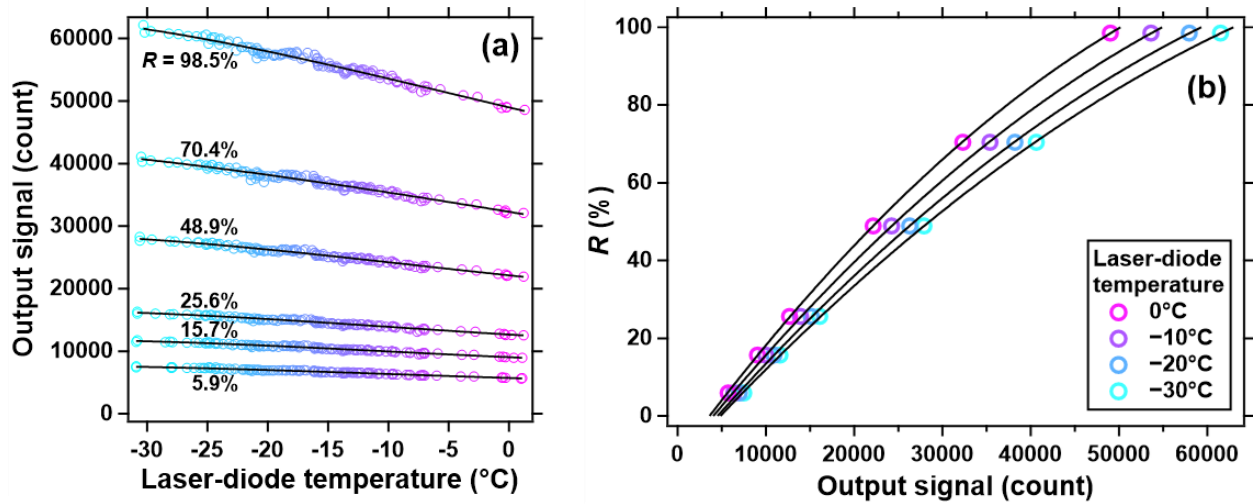 (a)
60000
50000
40000
30000
20000
10000
0
Output signal (count)
R = 98.5%
70.4%
48.9%
25.6%
15.7%
5.9%
-30 -25 -20 -15 -10 -5 0
Laser-diode temperature (°C)
(b)
100
80
60
40
20
0
R (%)
Laser-diode
temperature
0°C
−10°C
−20°C
−30°C
0 10000 20000 30000 40000 50000 60000
Output signal (count)